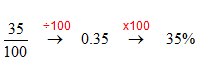 35/100 ÷100 → 0.35 x100 → 35%